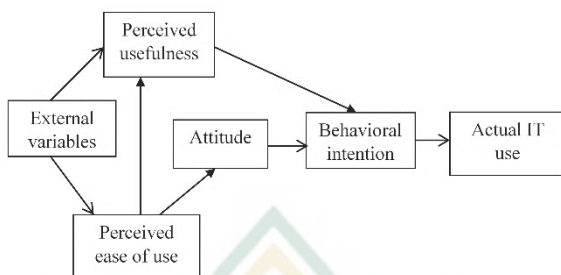 Perceived
usefulness
External
variables
Attitude
Behavioral
intention
Actual IT
use
Perceived
ease of use